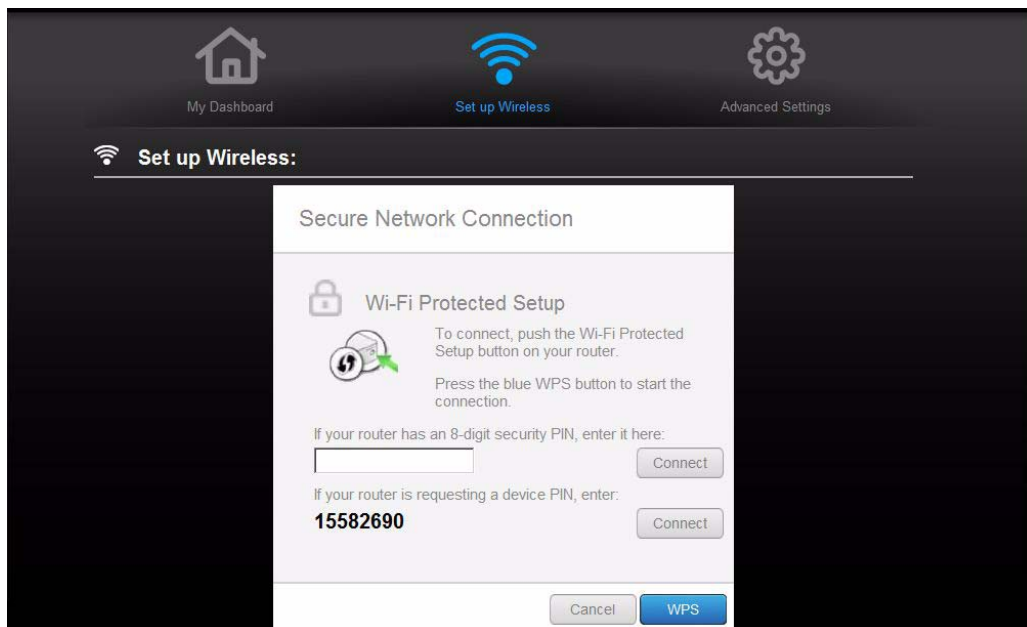 My Dashboard
Set up Wireless
Advanced Settings
Set up Wireless:
Secure Network Connection
Wi-Fi Protected Setup
To connect, push the Wi-Fi Protected
Setup button on your router.
Press the blue WPS button to start the
connection.
If your router has an 8-digit security PIN, enter it here:
Connect
If your router is requesting a device PIN, enter:
15582690
Connect
Cancel
WPS